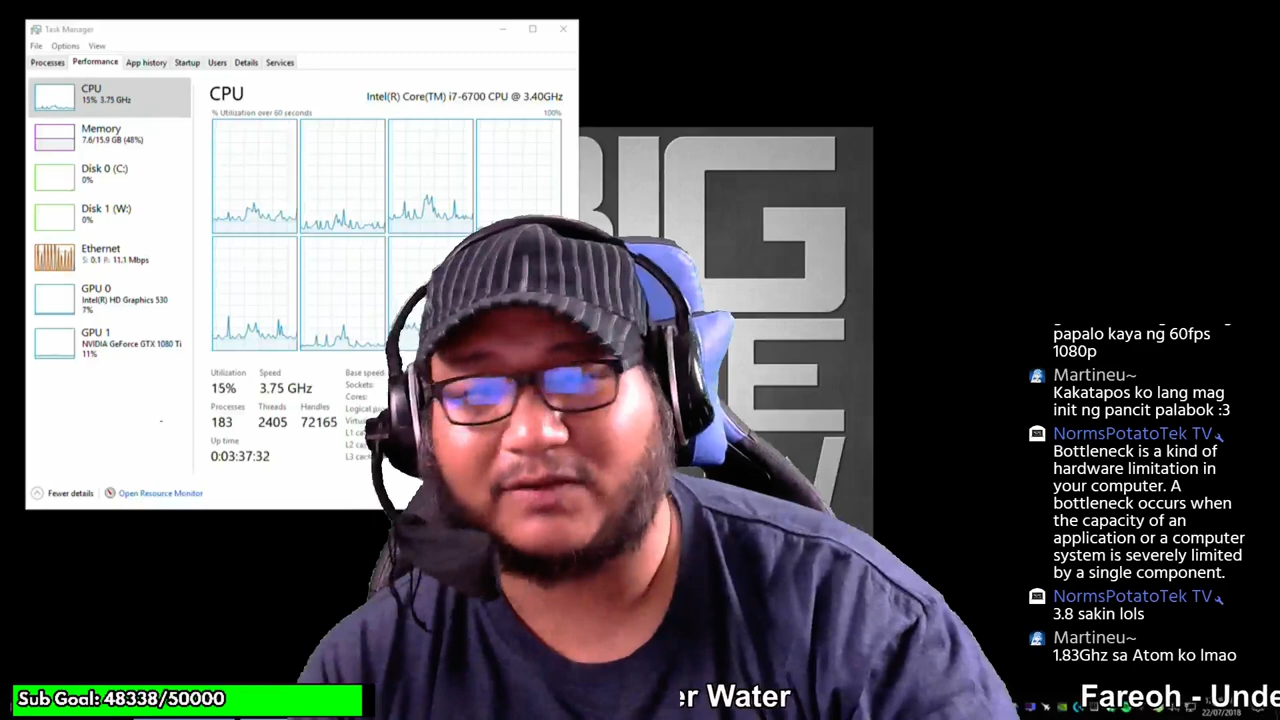 Task Manager
File Options View
Processes Performance App history Startup Users Details Services
CPU
15% 3.75 GHz
Memory
7.6/15.9 GB (48%)
Disk 0 (C:)
0%
Disk 1 (W:)
0%
Ethernet
S: 0.1 R: 11.1 Mbps
GPU 0
Intel(R) HD Graphics 530
7%
GPU 1
NVIDIA GeForce GTX 1080 Ti
11%
CPU
Intel(R) Core(TM) i7-6700 CPU @ 3.40GHz
% Utilization over 60 seconds
100%
Utilization Speed
15% 3.75 GHz
Processes Threads Handles
183 2405 72165
Up time
0:03:37:32
Base speed
Sockets:
Cores:
Logical
L1
L2
L3
Fewer details
Open Resource Monitor
BIG
papalo kaya ng 60fps
1080p
Martineu~
Kakatapos ko lang mag
init ng pancit palabok :3
NormsPotatoTek TV
Bottleneck is a kind of
hardware limitation in
your computer. A
bottleneck occurs when
the capacity of an
application or a computer
system is severely limited
by a single component.
NormsPotatoTek TV
3.8 sakin lols
Martineu~
1.83Ghz sa Atom ko lmao
Sub Goal: 48338/50000
er Water
Fareoh - Unde
22/07/2018